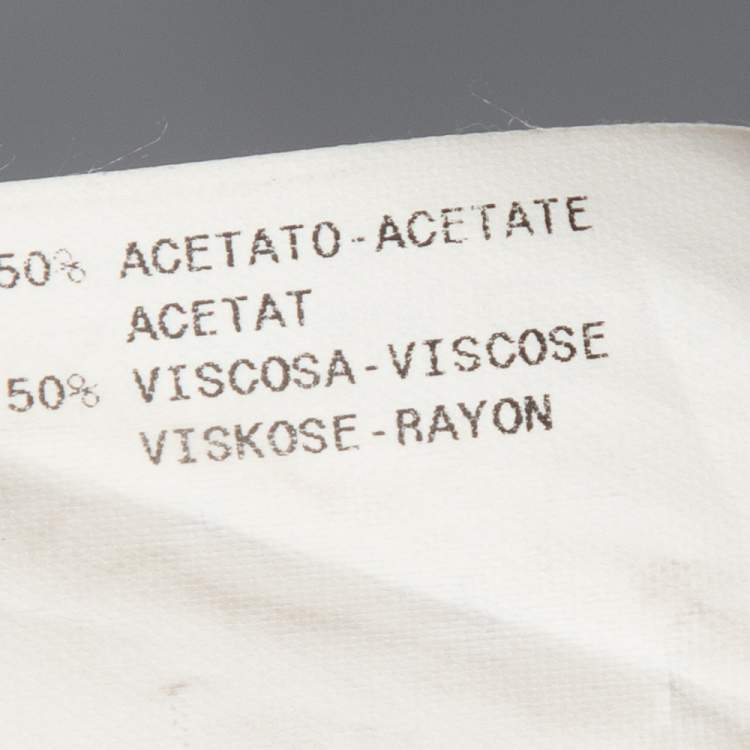 50% ACETATO-ACETATE
ACETAT
50% VISCOSA-VISCOSE
VISKOSE-RAYON